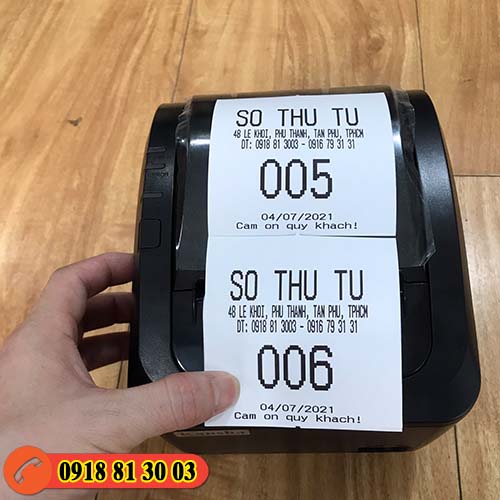 SO THU TU
48 LE KHOI, PHU THANH, TAN PHU, TPHCM
DT: 0918 81 3003 - 0916 79 31 31
005
04/07/2021
Cam on quy khach!
SO THU TU
48 LE KHOI, PHU THANH, TAN PHU, TPHCM
DT: 0918 81 3003 - 0916 79 31 31
006
04/07/2021
Cam on quy khach!
0918 81 30 03